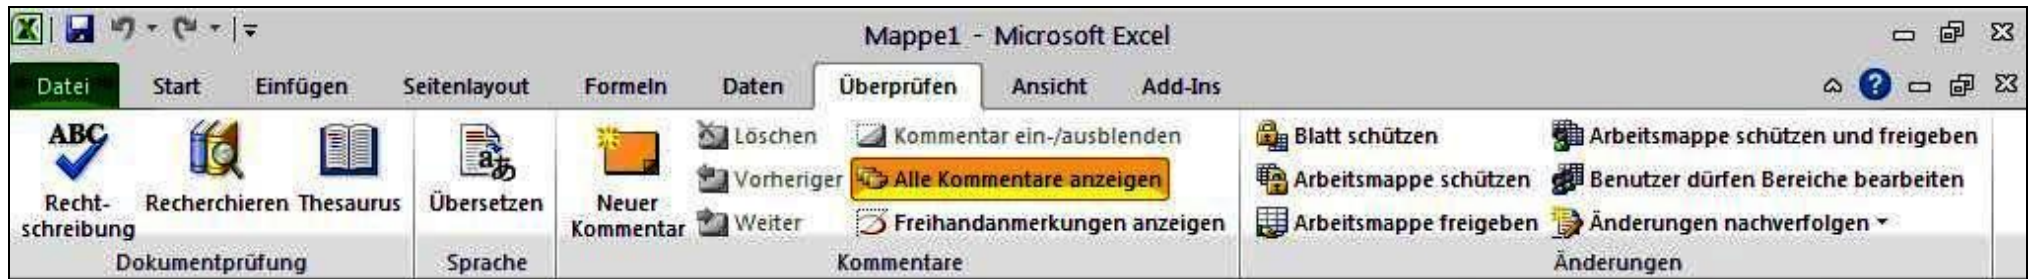 Mappe1 - Microsoft Excel
Datei Start Einfügen Seitenlayout Formeln Daten Überprüfen Ansicht Add-Ins
ABC
Recht-
schreibung
Recherchieren
Thesaurus
Dokumentprüfung
Übersetzen
Sprache
Neuer
Kommentar
Löschen
Vorheriger
Weiter
Kommentar ein-/ausblenden
Alle Kommentare anzeigen
Freihandanmerkungen anzeigen
Kommentare
Blatt schützen
Arbeitsmappe schützen
Arbeitsmappe freigeben
Arbeitsmappe schützen und freigeben
Benutzer dürfen Bereiche bearbeiten
Änderungen nachverfolgen
Änderungen